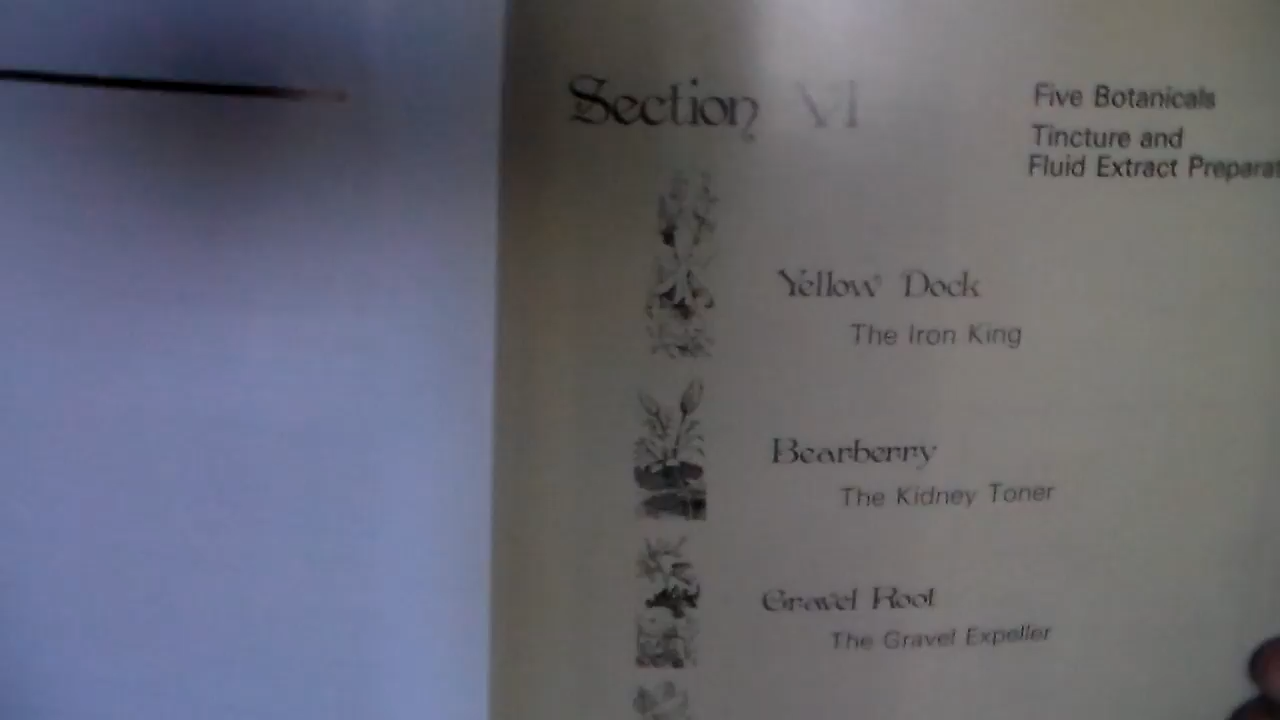 Section VI
Five Botanicals
Tincture and
Fluid Extract Prepara
Yellow Dock
The Iron King
Bearberry
The Kidney Toner
Gravel Root
The Gravel Expeller